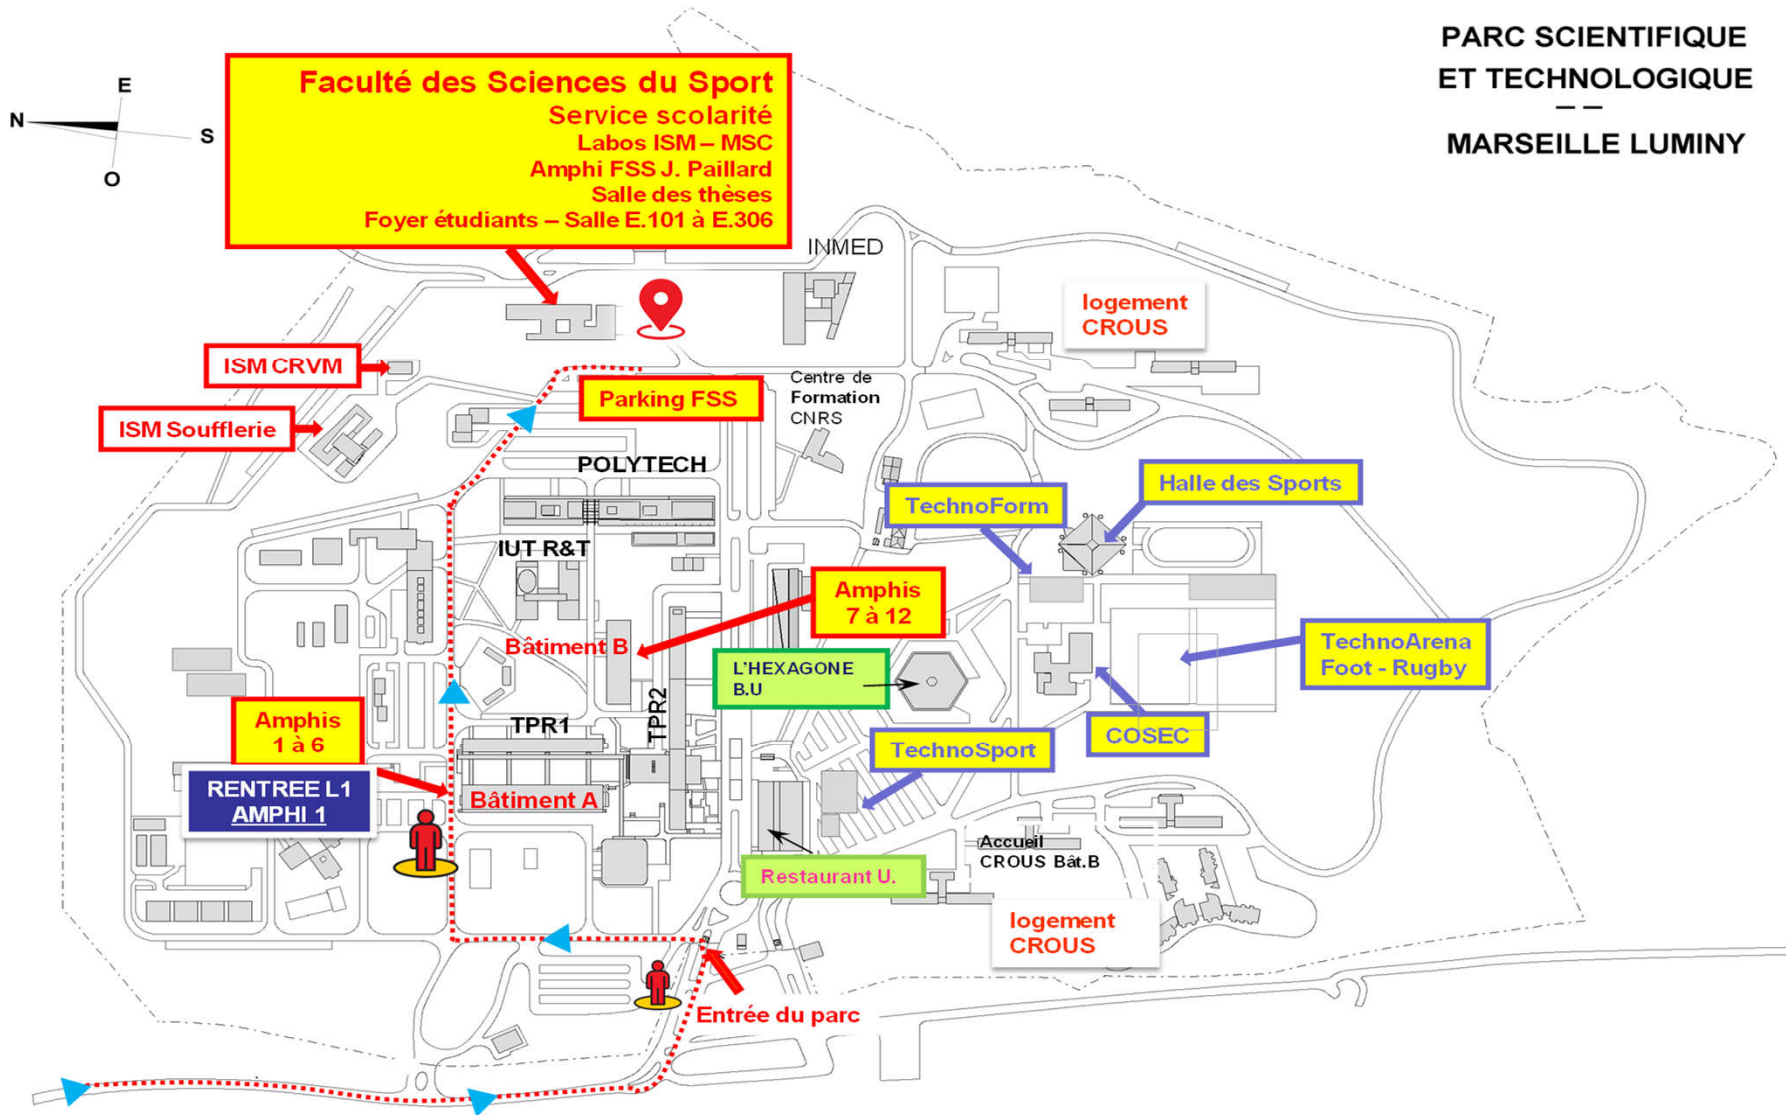 PARC SCIENTIFIQUE
ET TECHNOLOGIQUE
– –
MARSEILLE LUMINY
E
N
S
O
Faculté des Sciences du Sport
Service scolarité
Labos ISM – MSC
Amphi FSS J. Paillard
Salle des thèses
Foyer étudiants – Salle E.101 à E.306
INMED
logement
CROUS
ISM CRVM
Parking FSS
Centre de
Formation
CNRS
ISM Soufflerie
POLYTECH
Halle des Sports
TechnoForm
IUT R&T
Amphis
7 à 12
Bâtiment B
TechnoArena
Foot - Rugby
L'HEXAGONE
B.U
Amphis
1 à 6
TPR1
TPR2
COSEC
TechnoSport
RENTREE L1
AMPHI 1
Bâtiment A
Accueil
CROUS Bât.B
Restaurant U.
logement
CROUS
Entrée du parc